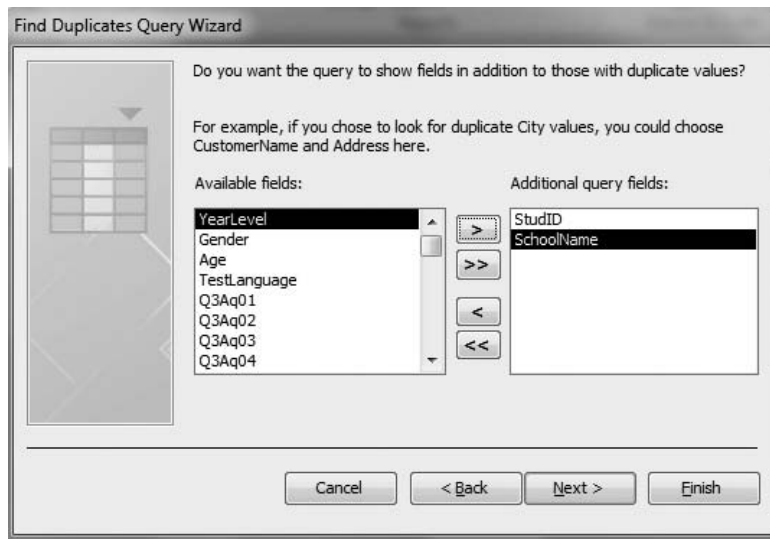 Find Duplicates Query Wizard
Do you want the query to show fields in addition to those with duplicate values?
For example, if you chose to look for duplicate City values, you could choose
CustomerName and Address here.
Available fields:
Additional query fields:
YearLevel
Gender
Age
TestLanguage
Q3Aq01
Q3Aq02
Q3Aq03
Q3Aq04
>
>>
<
<<
StudID
SchoolName
Cancel
< Back
Next >
Finish